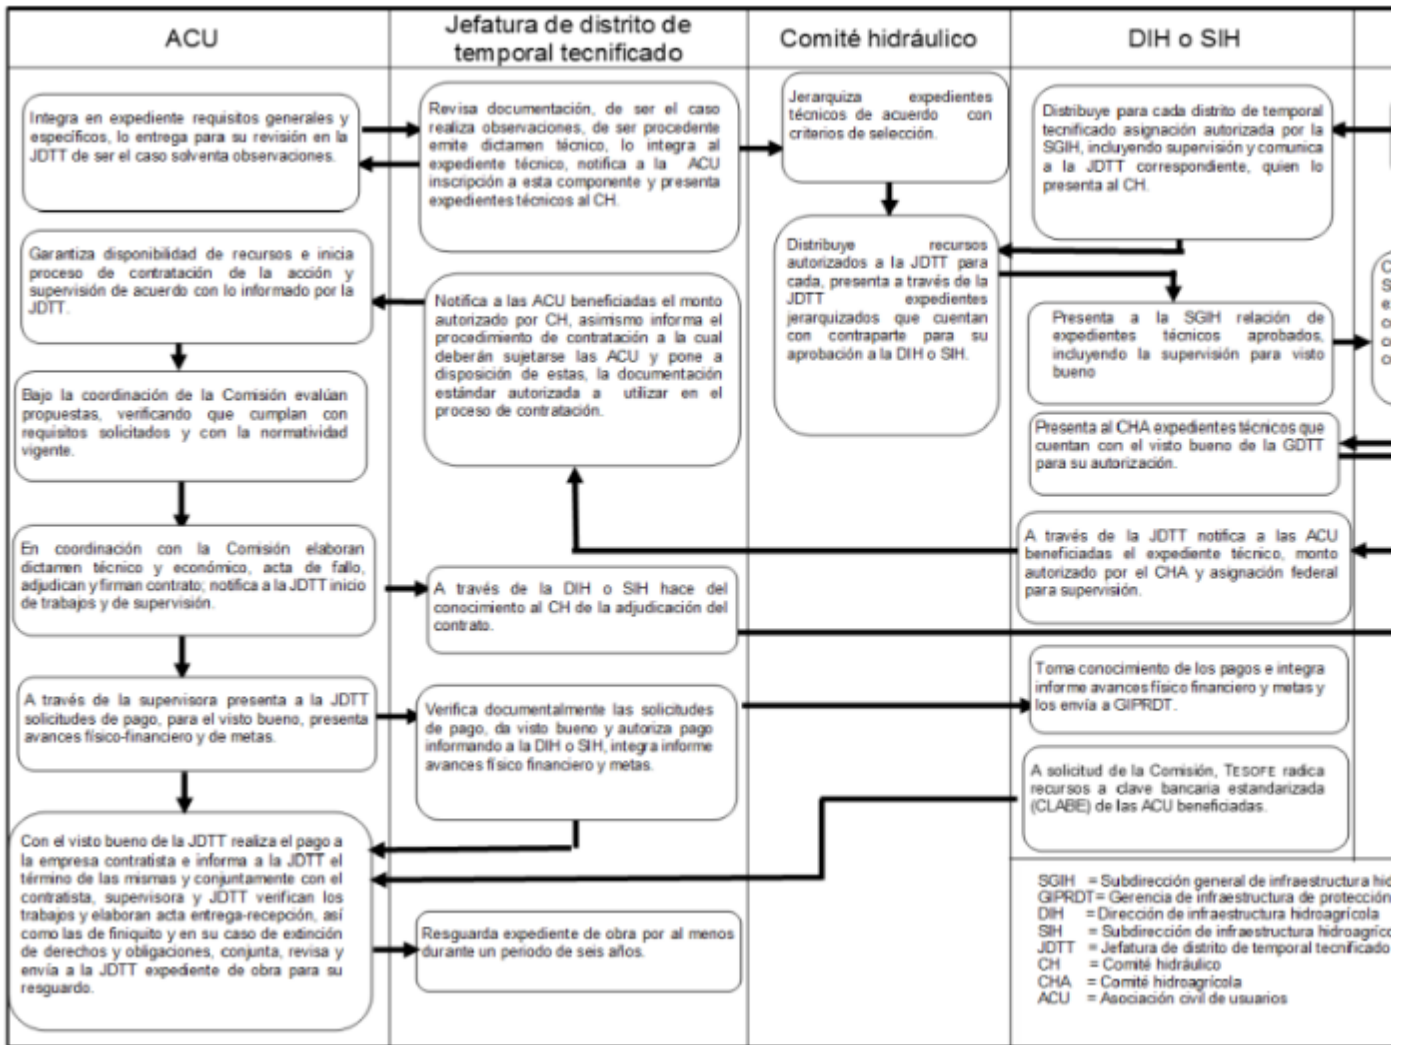 ACU
Jefatura de distrito de
temporal tecnificado
Comité hidráulico
DIH o SIH
Integra en expediente requisitos generales y
específicos, lo entrega para su revisión en la
JDTT de ser el caso solventa observaciones.
Garantiza disponibilidad de recursos e inicia
proceso de contratación de la acción y
supervisión de acuerdo con lo informado por la
JDTT.
Bajo la coordinación de la Comisión evalúan
propuestas, verificando que cumplan con
requisitos solicitados y con la normatividad
vigente.
En coordinación con la Comisión elaboran
dictamen técnico y económico, acta de fallo,
adjudican y firman contrato; notifica a la JDTT inicio
de trabajos y de supervisión.
A través de la supervisora presenta a la JDTT
solicitudes de pago, para el visto bueno, presenta
avances físico-financiero y de metas.
Con el visto bueno de la JDTT realiza el pago a
la empresa contratista e informa a la JDTT el
término de las mismas y conjuntamente con el
contratista, supervisora y JDTT verifican los
trabajos y elaboran acta entrega-recepción, así
como las de finiquito y en su caso de extinción
de derechos y obligaciones, conjunta, revisa y
envía a la JDTT expediente de obra para su
resguardo.
Revisa documentación, de ser el caso
realiza observaciones, de ser procedente
emite dictamen técnico, lo integra al
expediente técnico, notifica a la ACU
inscripción a esta componente y presenta
expedientes técnicos al CH.
Notifica a las ACU beneficiadas el monto
autorizado por CH, asimismo informa el
procedimiento de contratación a la cual
deberán sujetarse las ACU y pone a
disposición de estas, la documentación
estándar autorizada a utilizar en el
proceso de contratación.
A través de la DIH o SIH hace del
conocimiento al CH de la adjudicación del
contrato.
Verifica documentalmente las solicitudes
de pago, da visto bueno y autoriza pago
informando a la DIH o SIH, integra informe
avances físico financiero y metas.
Resguarda expediente de obra por al menos
durante un periodo de seis años.
Jerarquiza expedientes
técnicos de acuerdo con
criterios de selección.
Distribuye recursos
autorizados a la JDTT para
cada, presenta a través de la
JDTT expedientes
jerarquizados que cuentan
con contraparte para su
aprobación a la DIH o SIH.
Distribuye para cada distrito de temporal
tecnificado asignación autorizada por la
SGIH, incluyendo supervisión y comunica
a la JDTT correspondiente, quien lo
presenta al CH.
Presenta a la SGIH relación de
expedientes técnicos aprobados,
incluyendo la supervisión para visto
bueno
Presenta al CHA expedientes técnicos que
cuentan con el visto bueno de la GDTT
para su autorización.
A través de la JDTT notifica a las ACU
beneficiadas el expediente técnico, monto
autorizado por el CHA y asignación federal
para supervisión.
Toma conocimiento de los pagos e integra
informe avances físico financiero y metas y
los envía a GIPRDT.
A solicitud de la Comisión, TESOFE radica
recursos a clave bancaria estandarizada
(CLABE) de las ACU beneficiadas.
C
S
e
c
c
c
SGIH = Subdirección general de infraestructura hid
GIPRDT= Gerencia de infraestructura de protección
DIH = Dirección de infraestructura hidroagrícola
SIH = Subdirección de infraestructura hidroagríco
JDTT = Jefatura de distrito de temporal tecnificado
CH = Comité hidráulico
CHA = Comité hidroagrícola
ACU = Asociación civil de usuarios